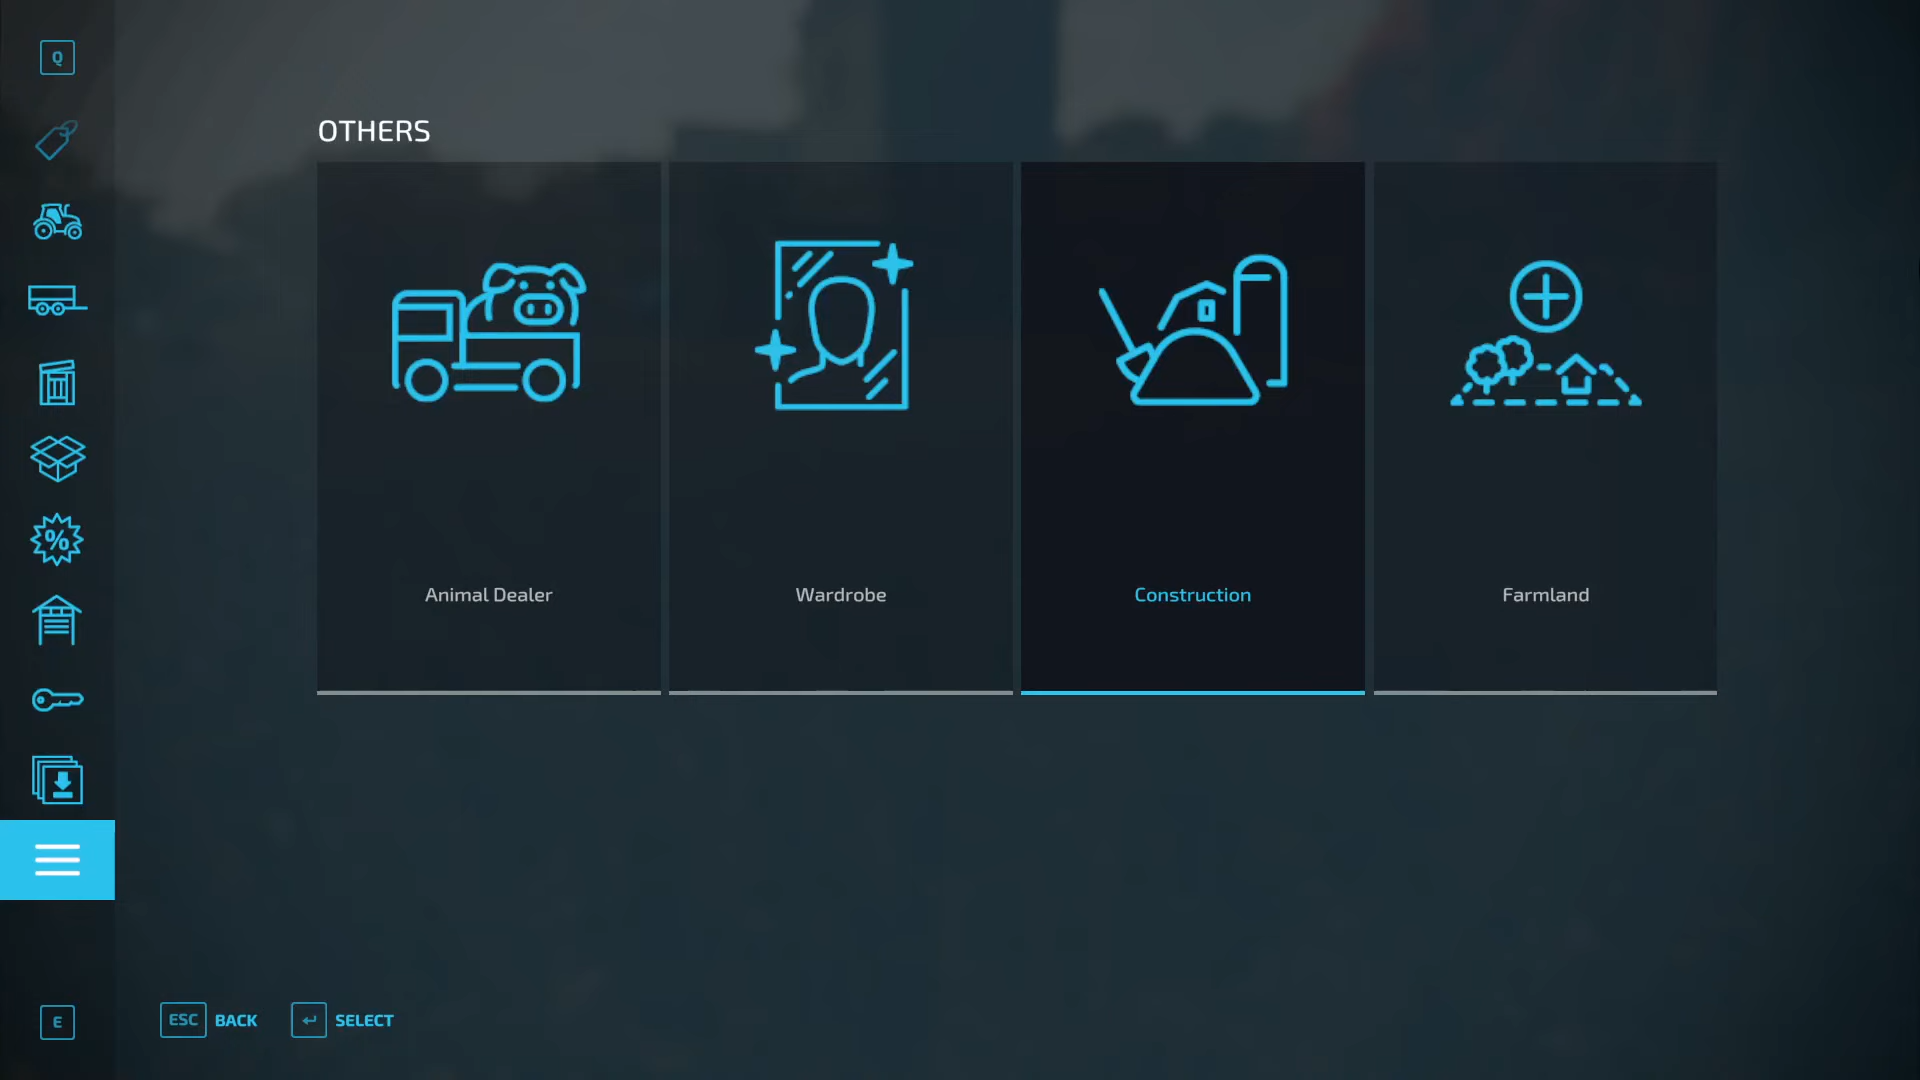 Q
OTHERS
%
Animal Dealer
Wardrobe
Construction
Farmland
E
ESC BACK
SELECT